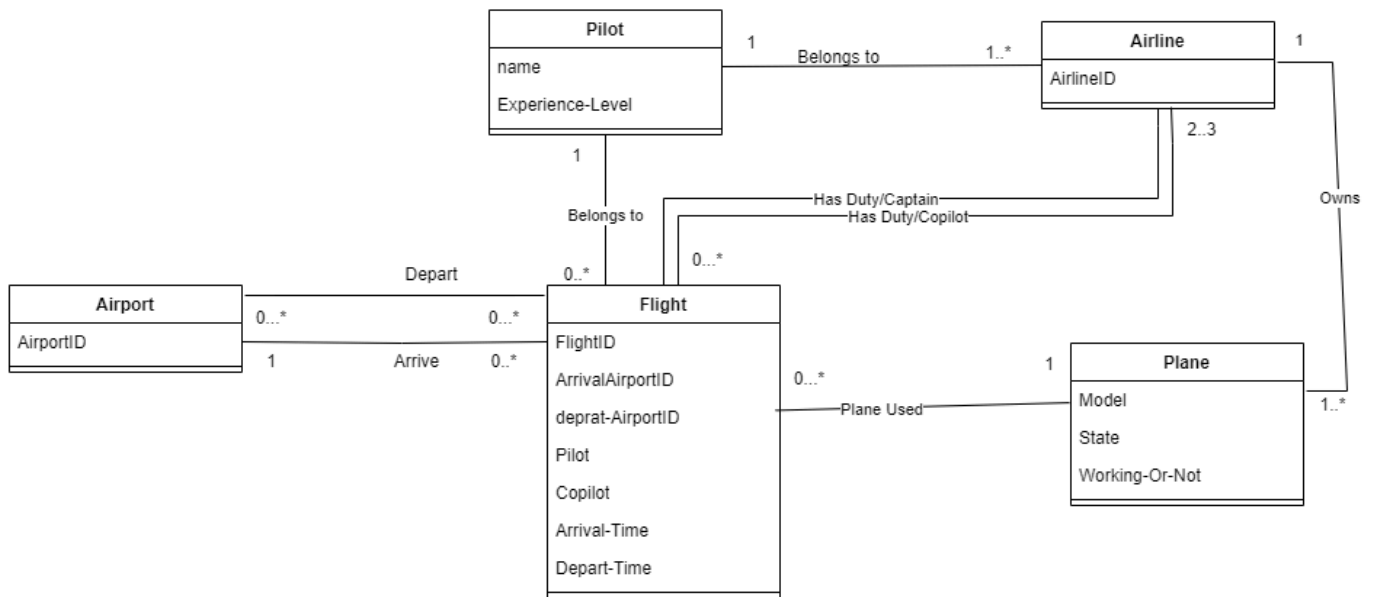 Pilot
name
Experience-Level
1
Belongs to
1..*
Airline
AirlineID
1
2..3
Owns
1
Belongs to
0..*
Has Duty/Captain
Has Duty/Copilot
0...*
Airport
AirportID
Depart
0...*
0..*
1
Arrive
0..*
Flight
FlightID
ArrivalAirportID
deprat-AirportID
Pilot
Copilot
Arrival-Time
Depart-Time
0...*
Plane Used
1
Plane
Model
State
Working-Or-Not
1..*